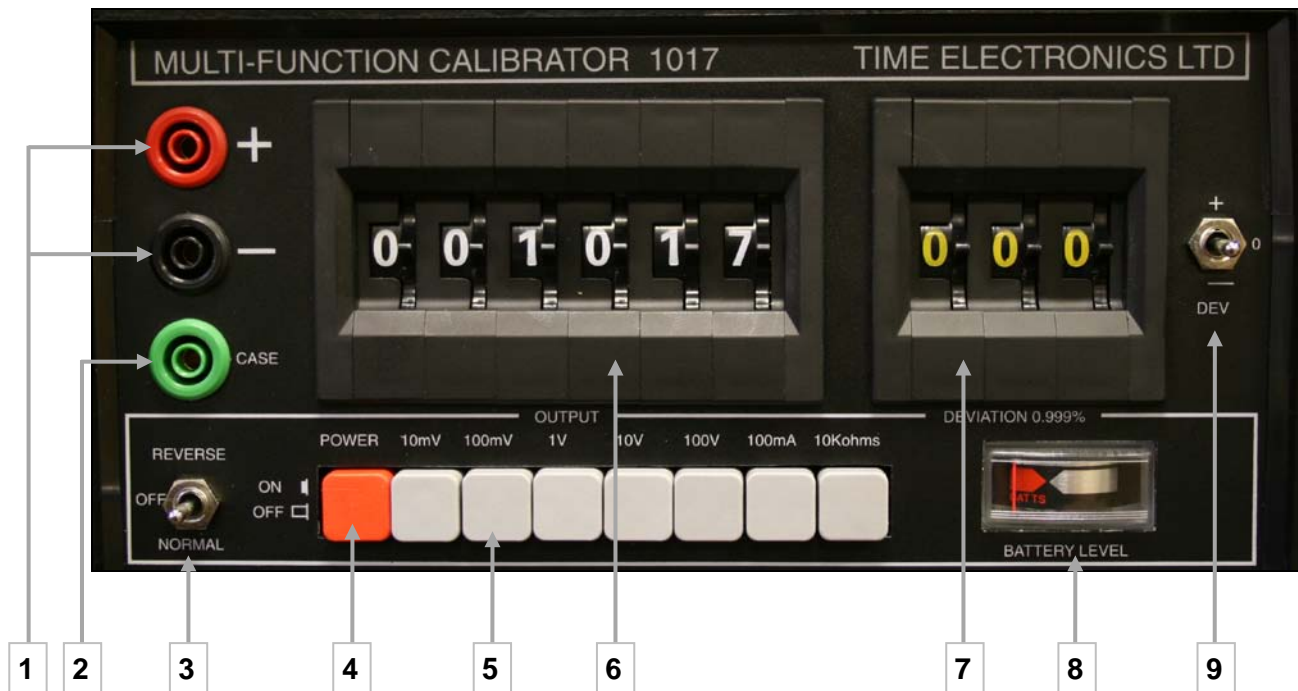 MULTI-FUNCTION CALIBRATOR 1017 TIME ELECTRONICS LTD
+
−
CASE
0 0 1 0 1 7
0 0 0
+
0
−
DEV
OUTPUT
DEVIATION 0.999%
REVERSE
OFF
NORMAL
POWER 10mV 100mV 1V 10V 100V 100mA 10Kohms
ON
OFF
BATTS
BATTERY LEVEL
1 2 3 4 5 6 7 8 9